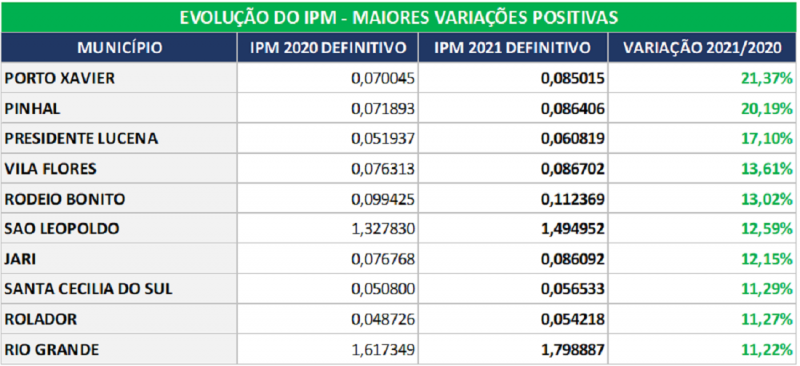 EVOLUÇÃO DO IPM - MAIORES VARIAÇÕES POSITIVAS
MUNICÍPIO IPM 2020 DEFINITIVO IPM 2021 DEFINITIVO VARIAÇÃO 2021/2020
PORTO XAVIER 0,070045 0,085015 21,37%
PINHAL 0,071893 0,086406 20,19%
PRESIDENTE LUCENA 0,051937 0,060819 17,10%
VILA FLORES 0,076313 0,086702 13,61%
RODEIO BONITO 0,099425 0,112369 13,02%
SAO LEOPOLDO 1,327830 1,494952 12,59%
JARI 0,076768 0,086092 12,15%
SANTA CECILIA DO SUL 0,050800 0,056533 11,29%
ROLADOR 0,048726 0,054218 11,27%
RIO GRANDE 1,617349 1,798887 11,22%